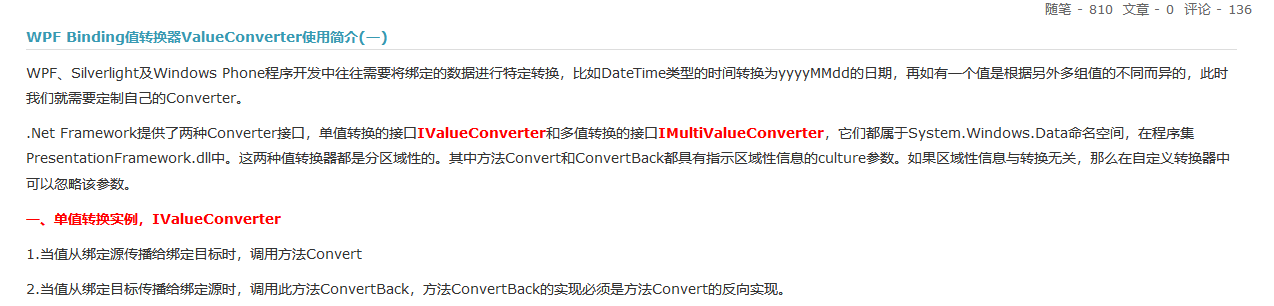 随笔 - 810 文章 - 0 评论 - 136
WPF Binding值转换器ValueConverter使用简介(一)
WPF、Silverlight及Windows Phone程序开发中往往需要将绑定的数据进行特定转换，比如DateTime类型的时间转换为yyyyMMdd的日期，再如有一个值是根据另外多组值的不同而异的，此时
我们就需要定制自己的Converter。
.Net Framework提供了两种Converter接口，单值转换的接口IValueConverter和多值转换的接口IMultiValueConverter，它们都属于System.Windows.Data命名空间，在程序集
PresentationFramework.dll中。这两种值转换器都是分区域性的。其中方法Convert和ConvertBack都具有指示区域性信息的culture参数。如果区域性信息与转换无关，那么在自定义转换器中
可以忽略该参数。
一、单值转换实例，IValueConverter
1.当值从绑定源传播给绑定目标时，调用方法Convert
2.当值从绑定目标传播给绑定源时，调用此方法ConvertBack，方法ConvertBack的实现必须是方法Convert的反向实现。